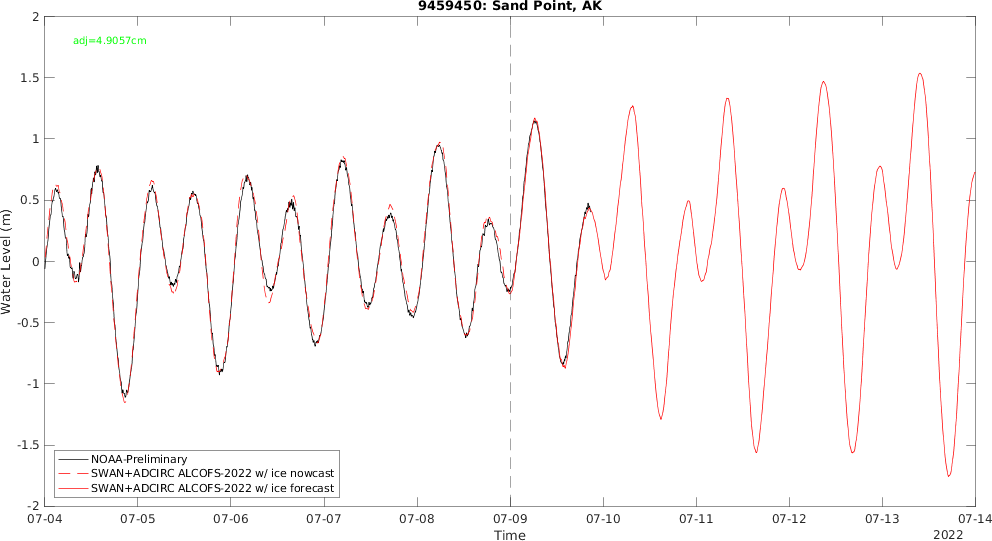 9459450: Sand Point, AK
adj=4.9057cm
Water Level (m)
2
1.5
1
0.5
0
-0.5
-1
-1.5
-2
NOAA-Preliminary
SWAN+ADCIRC ALCOFS-2022 w/ ice nowcast
SWAN+ADCIRC ALCOFS-2022 w/ ice forecast
07-04 07-05 07-06 07-07 07-08 07-09 07-10 07-11 07-12 07-13 07-14
Time
2022